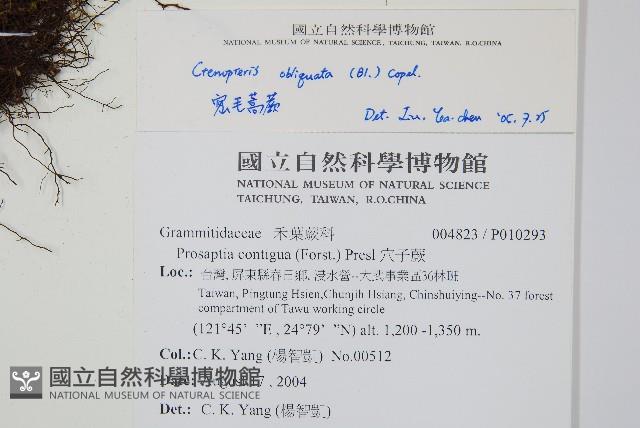 國立自然科學博物館
NATIONAL MUSEUM OF NATURAL SCIENCE, TAICHUNG, TAIWAN, R.O.CHINA
Ctenopteris obliquata (Bl.) Copel.
密毛蒿蕨
Det. Liu. Yea-chen '05.7.25
國立自然科學博物館
NATIONAL MUSEUM OF NATURAL SCIENCE
TAICHUNG, TAIWAN, R.O.CHINA
Grammitidaceae 禾葉蕨科 004823 / P010293
Prosaptia contigua (Forst.) Presl 穴子蕨
Loc.: 台灣, 屏東縣春日鄉, 浸水營--大武事業區36林班
Taiwan, Pingtung Hsien,Chunjih Hsiang, Chinshuiying--No. 37 forest
compartment of Tawu working circle
(121°45' "E , 24°79' "N) alt. 1,200 -1,350 m.
Col.: C. K. Yang (楊智凱) No.00512
7 , 2004
Det.: C. K. Yang (楊智凱)
國立自然科學博物館
NATIONAL MUSEUM OF NATURAL SCIENCE